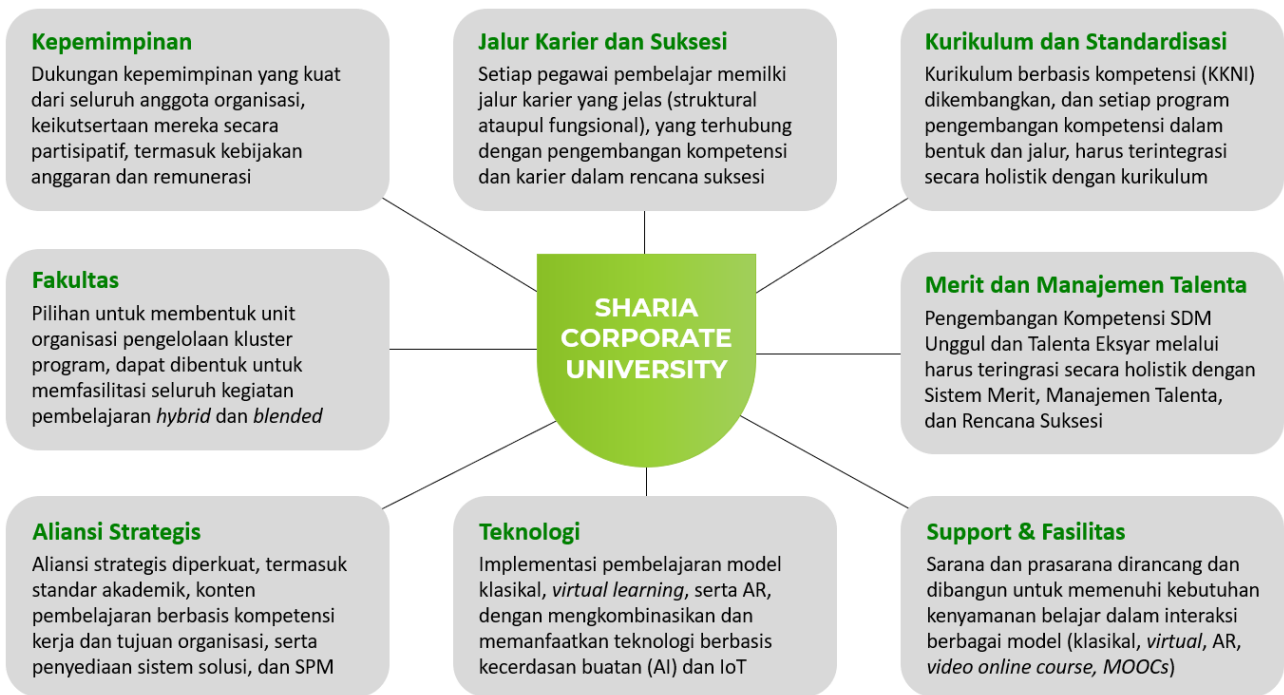 Kepemimpinan
Dukungan kepemimpinan yang kuat
dari seluruh anggota organisasi,
keikutsertaan mereka secara
partisipatif, termasuk kebijakan
anggaran dan remunerasi
Jalur Karier dan Suksesi
Setiap pegawai pembelajar memilki
jalur karier yang jelas (struktural
ataupul fungsional), yang terhubung
dengan pengembangan kompetensi
dan karier dalam rencana suksesi
Kurikulum dan Standardisasi
Kurikulum berbasis kompetensi (KKNI)
dikembangkan, dan setiap program
pengembangan kompetensi dalam
bentuk dan jalur, harus terintegrasi
secara holistik dengan kurikulum
Fakultas
Pilihan untuk membentuk unit
organisasi pengelolaan kluster
program, dapat dibentuk untuk
memfasilitasi seluruh kegiatan
pembelajaran hybrid dan blended
SHARIA
CORPORATE
UNIVERSITY
Merit dan Manajemen Talenta
Pengembangan Kompetensi SDM
Unggul dan Talenta Eksyar melalui
harus teringrasi secara holistik dengan
Sistem Merit, Manajemen Talenta,
dan Rencana Suksesi
Aliansi Strategis
Aliansi strategis diperkuat, termasuk
standar akademik, konten
pembelajaran berbasis kompetensi
kerja dan tujuan organisasi, serta
penyediaan sistem solusi, dan SPM
Teknologi
Implementasi pembelajaran model
klasikal, virtual learning, serta AR,
dengan mengkombinasikan dan
memanfaatkan teknologi berbasis
kecerdasan buatan (AI) dan IoT
Support & Fasilitas
Sarana dan prasarana dirancang dan
dibangun untuk memenuhi kebutuhan
kenyamanan belajar dalam interaksi
berbagai model (klasikal, virtual, AR,
video online course, MOOCs)